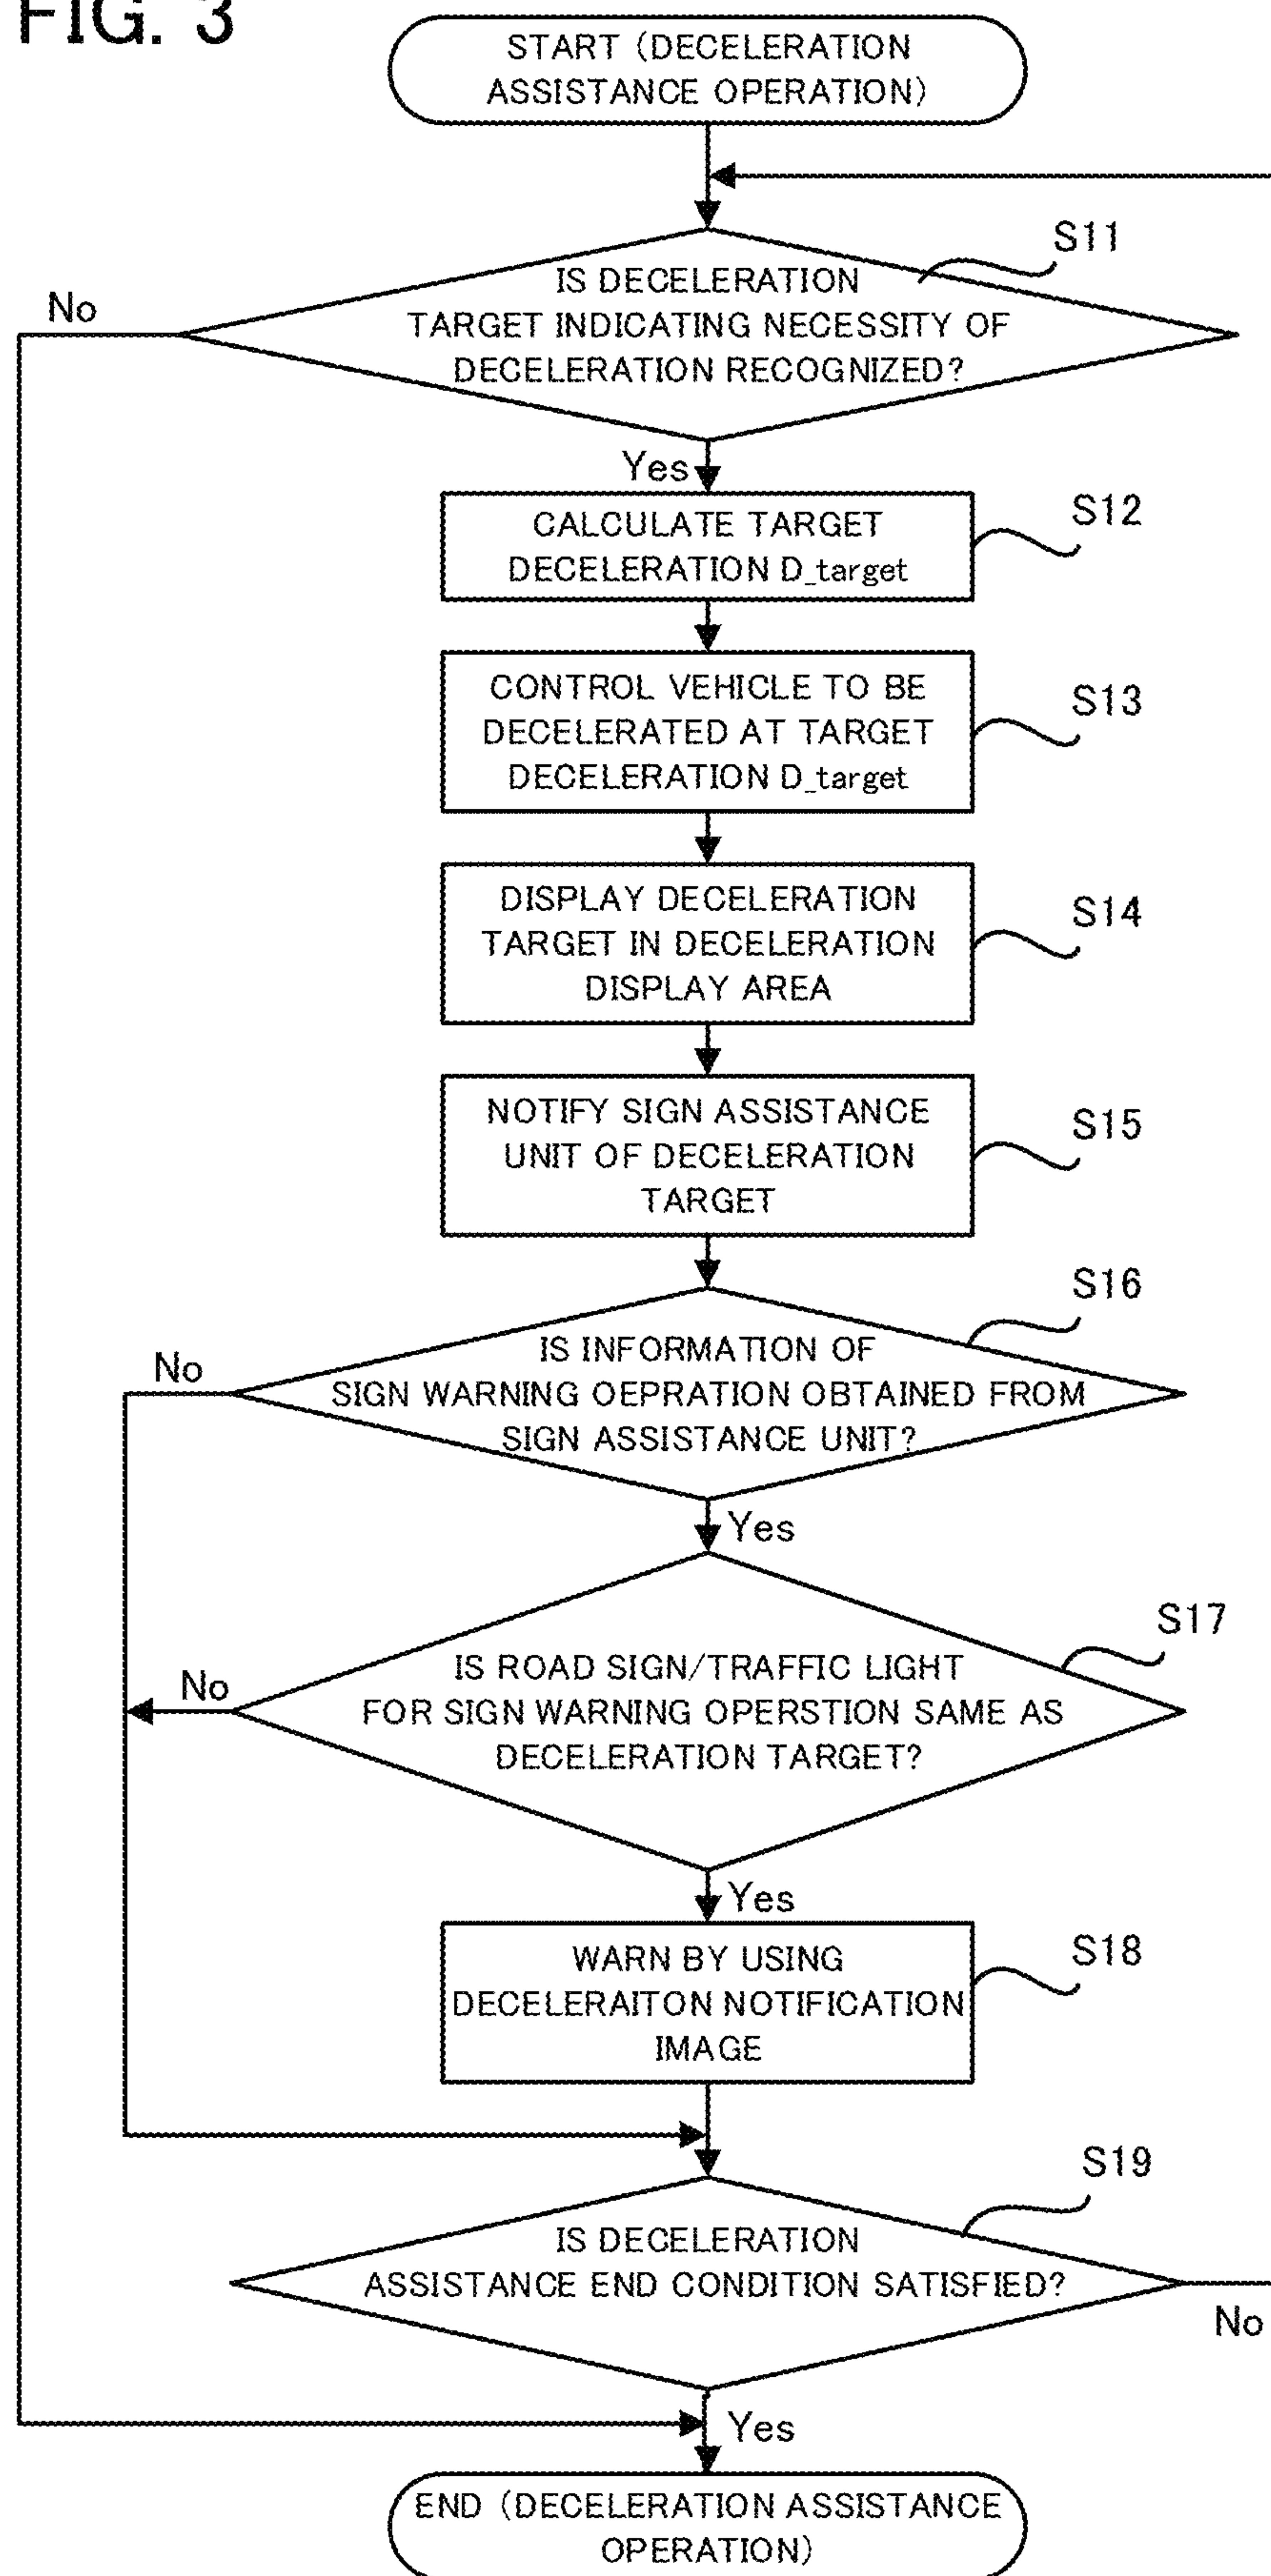 FIG. 3
START (DECELERATION
ASSISTANCE OPERATION)
S11
IS DECELERATION
TARGET INDICATING NECESSITY OF
DECELERATION RECOGNIZED?
No
Yes
CALCULATE TARGET
DECELERATION D_target
S12
CONTROL VEHICLE TO BE
DECELERATED AT TARGET
DECELERATION D_target
S13
DISPLAY DECELERATION
TARGET IN DECELERATION
DISPLAY AREA
S14
NOTIFY SIGN ASSISTANCE
UNIT OF DECELERATION
TARGET
S15
S16
IS INFORMATION OF
SIGN WARNING OEPRATION OBTAINED FROM
SIGN ASSISTANCE UNIT?
No
Yes
S17
IS ROAD SIGN/TRAFFIC LIGHT
FOR SIGN WARNING OPERSTION SAME AS
DECELERATION TARGET?
No
Yes
WARN BY USING
DECELERAITON NOTIFICATION
IMAGE
S18
S19
IS DECELERATION
ASSISTANCE END CONDITION SATISFIED?
No
Yes
END (DECELERATION ASSISTANCE
OPERATION)